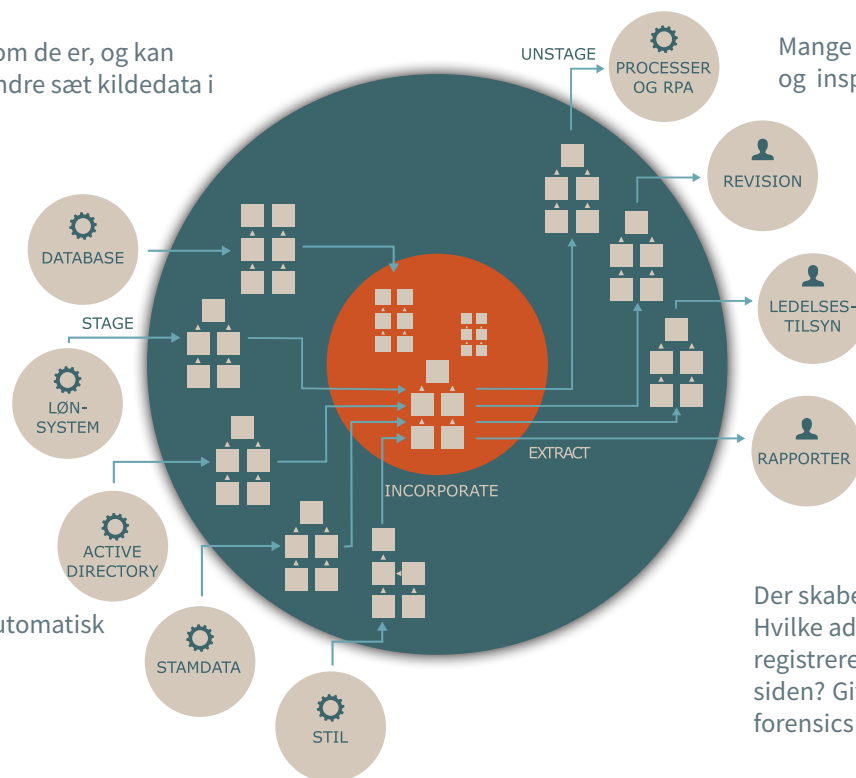 om de er, og kan
ndre sæt kildedata i
UNSTAGE
PROCESSER
OG RPA
Mange
og insp
REVISION
DATABASE
LEDELSES-
TILSYN
STAGE
LØN-
SYSTEM
EXTRACT
RAPPORTER
INCORPORATE
ACTIVE
DIRECTORY
utomatisk
STAMDATA
STIL
Der skabe
Hvilke ad
registrere
siden? Gi
forensics